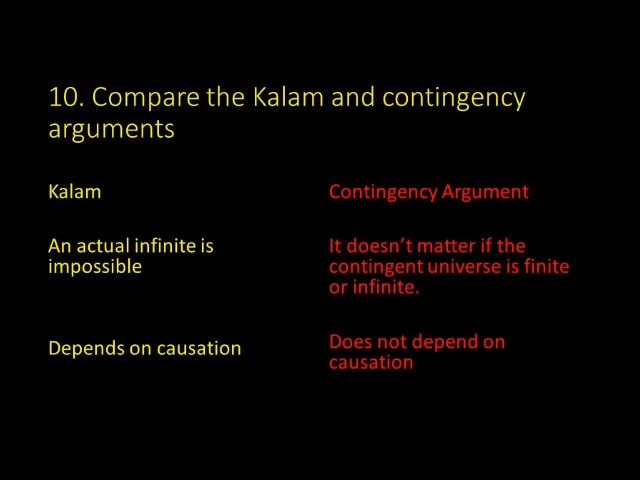 10. Compare the Kalam and contingency
arguments
Kalam
An actual infinite is
impossible
Depends on causation
Contingency Argument
It doesn’t matter if the
contingent universe is finite
or infinite.
Does not depend on
causation